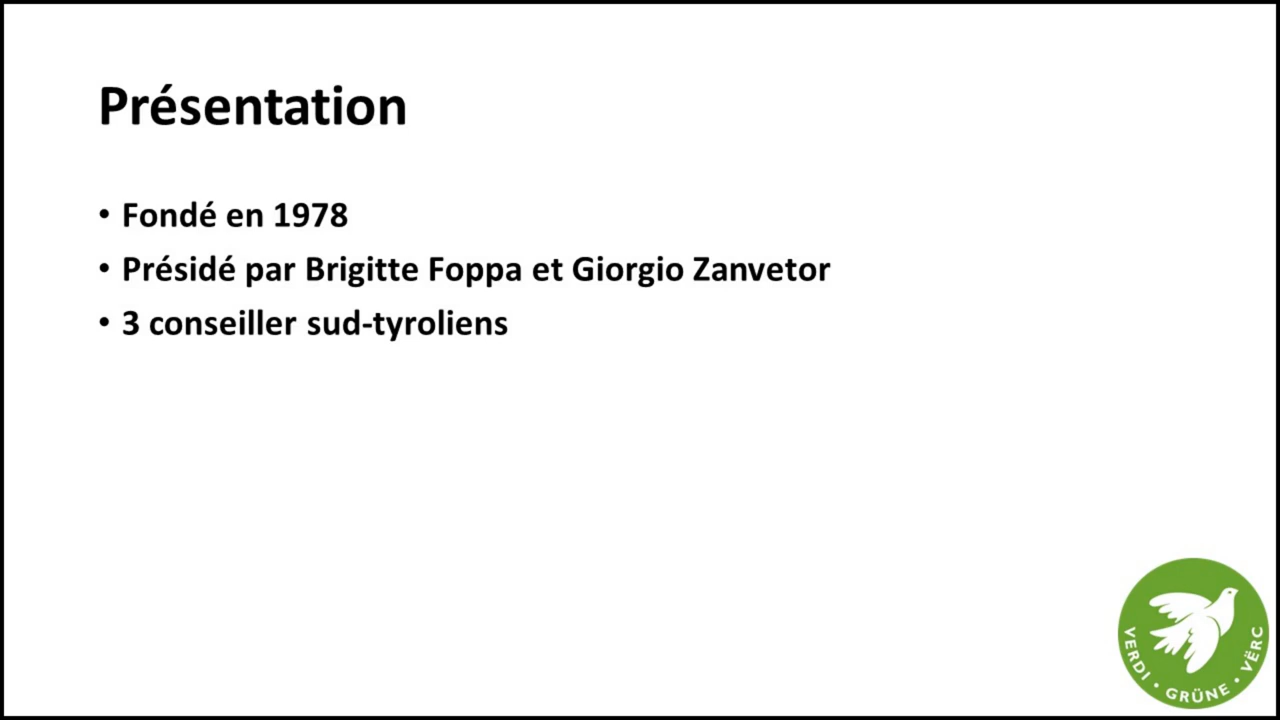 Présentation
• Fondé en 1978
• Présidé par Brigitte Foppa et Giorgio Zanvetor
• 3 conseiller sud-tyroliens
VERDI • GRÜNE • VËRC